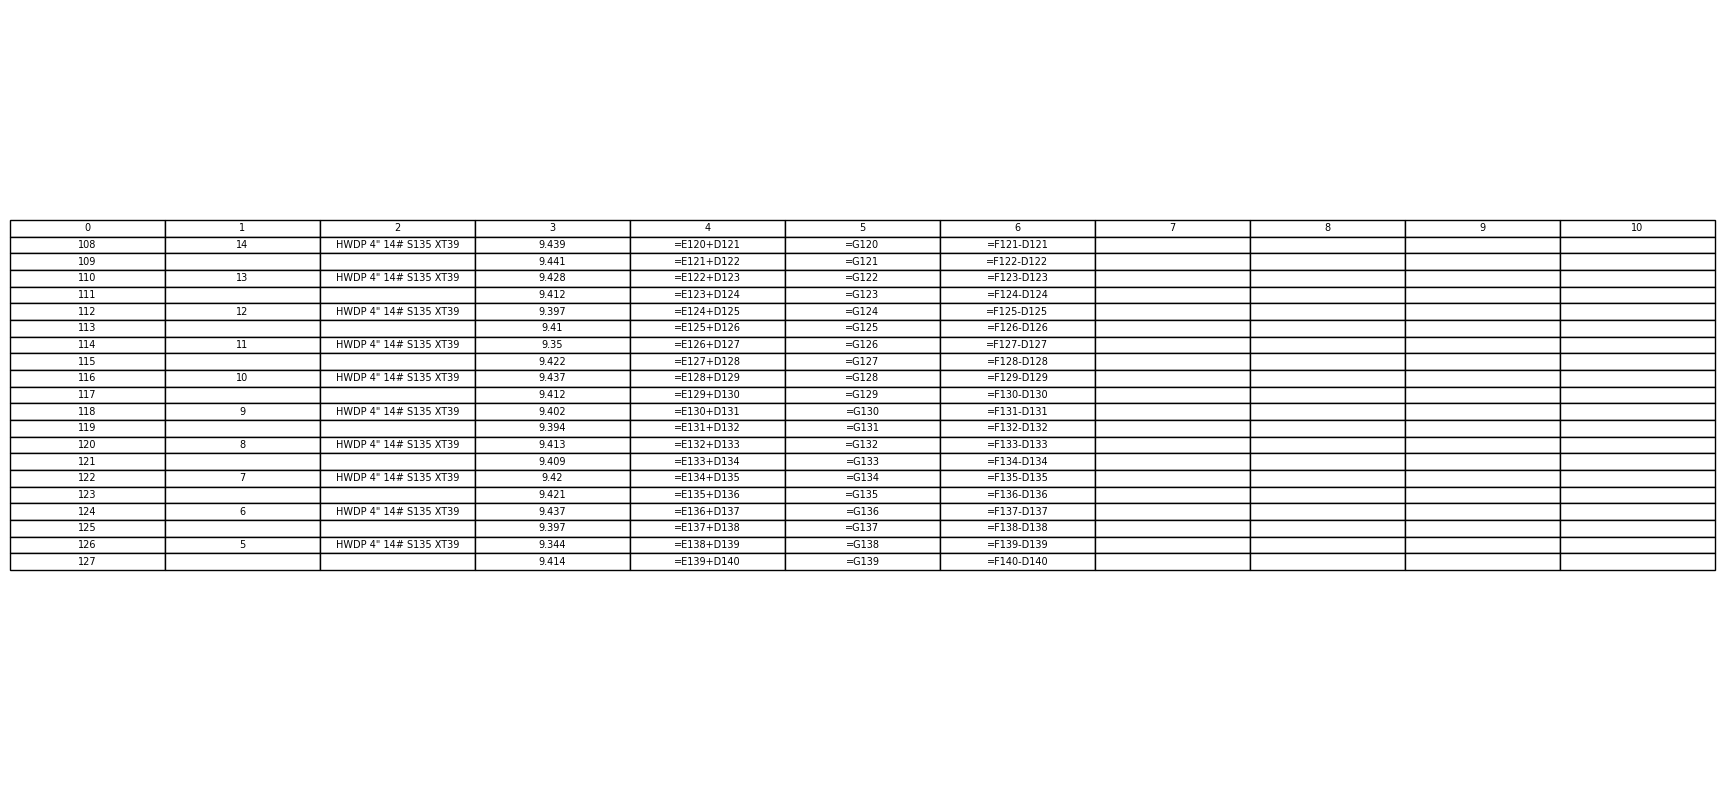 0 1 2 3 4 5 6 7 8 9 10
108 14 HWDP 4" 14# S135 XT39 9.439 =E120+D121 =G120 =F121-D121
109 9.441 =E121+D122 =G121 =F122-D122
110 13 HWDP 4" 14# S135 XT39 9.428 =E122+D123 =G122 =F123-D123
111 9.412 =E123+D124 =G123 =F124-D124
112 12 HWDP 4" 14# S135 XT39 9.397 =E124+D125 =G124 =F125-D125
113 9.41 =E125+D126 =G125 =F126-D126
114 11 HWDP 4" 14# S135 XT39 9.35 =E126+D127 =G126 =F127-D127
115 9.422 =E127+D128 =G127 =F128-D128
116 10 HWDP 4" 14# S135 XT39 9.437 =E128+D129 =G128 =F129-D129
117 9.412 =E129+D130 =G129 =F130-D130
118 9 HWDP 4" 14# S135 XT39 9.402 =E130+D131 =G130 =F131-D131
119 9.394 =E131+D132 =G131 =F132-D132
120 8 HWDP 4" 14# S135 XT39 9.413 =E132+D133 =G132 =F133-D133
121 9.409 =E133+D134 =G133 =F134-D134
122 7 HWDP 4" 14# S135 XT39 9.42 =E134+D135 =G134 =F135-D135
123 9.421 =E135+D136 =G135 =F136-D136
124 6 HWDP 4" 14# S135 XT39 9.437 =E136+D137 =G136 =F137-D137
125 9.397 =E137+D138 =G137 =F138-D138
126 5 HWDP 4" 14# S135 XT39 9.344 =E138+D139 =G138 =F139-D139
127 9.414 =E139+D140 =G139 =F140-D140